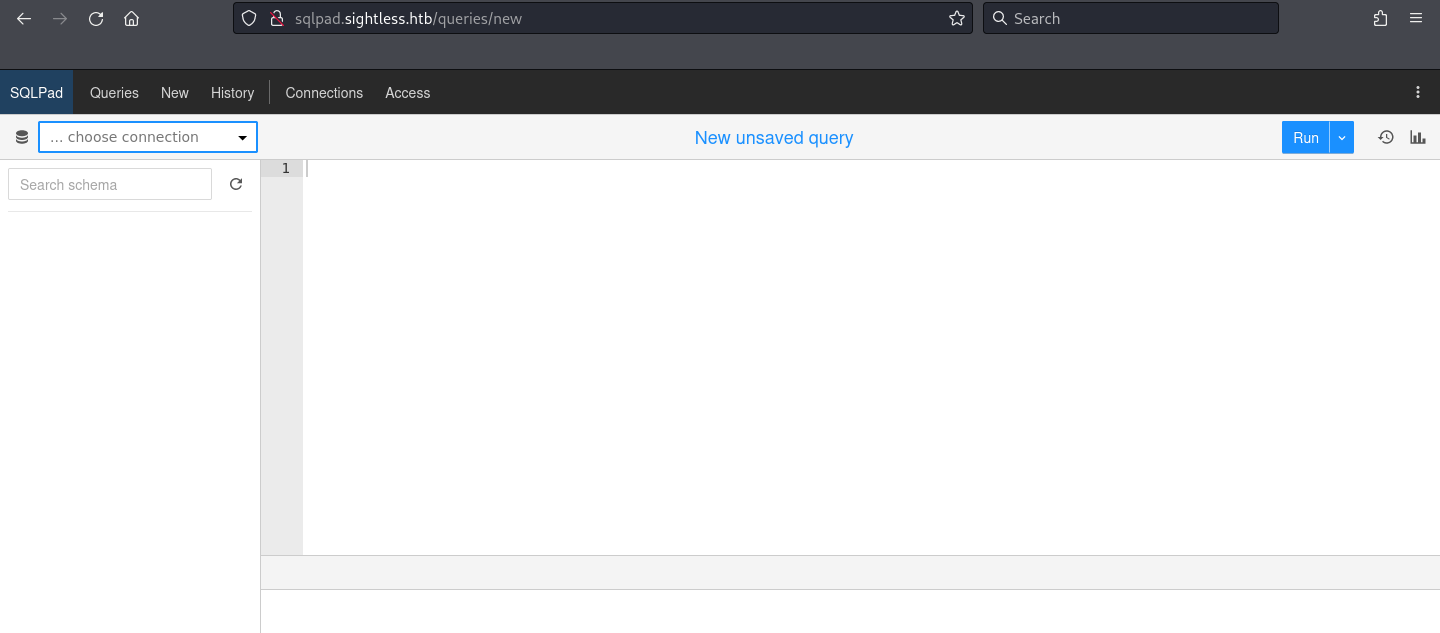 sqlpad.sightless.htb/queries/new
Search
SQLPad Queries New History Connections Access
... choose connection
New unsaved query
Run
Search schema
1